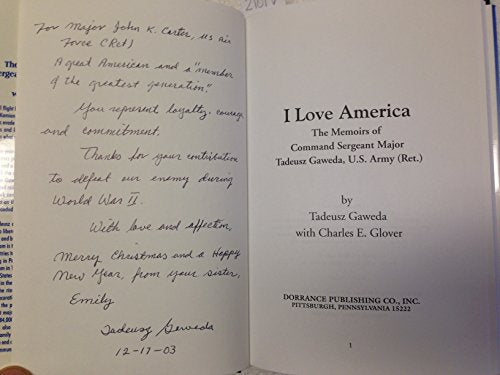 For Major John K. Carter, US Air
Force (Ret)
A great American and a "member
of the greatest generation."
You represent loyalty, courage
and commitment.
Thanks for your contribution
to defeat our enemy during
World War II.
With love and affection,
Merry Christmas and a Happy
New Year, from your sister,
Emily
Tadeusz Gaweda
12-17-03
I Love America
The Memoirs of
Command Sergeant Major
Tadeusz Gaweda, U.S. Army (Ret.)
by
Tadeusz Gaweda
with Charles E. Glover
DORRANCE PUBLISHING CO., INC.
PITTSBURGH, PENNSYLVANIA 15222
1